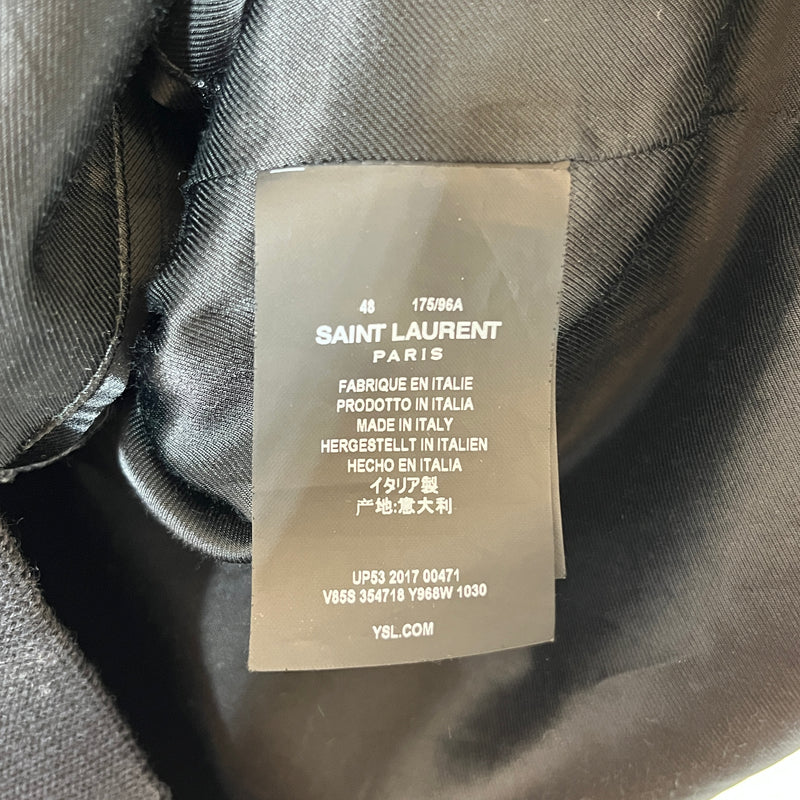 48 175/96A
SAINT LAURENT
PARIS
FABRIQUE EN ITALIE
PRODOTTO IN ITALIA
MADE IN ITALY
HERGESTELLT IN ITALIEN
HECHO EN ITALIA
イタリア製
产地:意大利
UP53 2017 00471
V85S 354718 Y968W 1030
YSL.COM